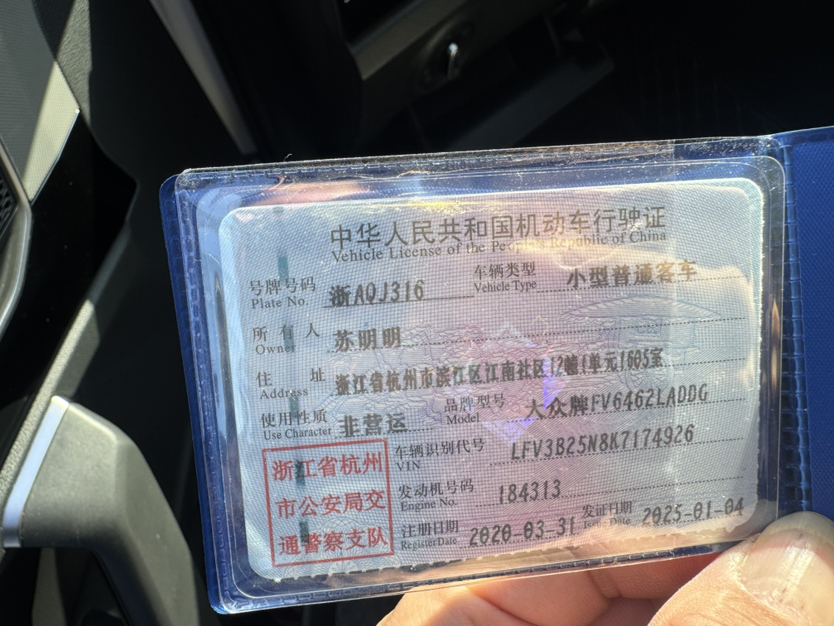 中华人民共和国机动车行驶证
Vehicle License of the People's Republic of China
号牌号码 浙AQJ316 车辆类型 小型普通客车
Plate No. Vehicle Type
所有人 苏明明
Owner
住址 浙江省杭州市滨江区江南社区12幢1单元1605室
Address
使用性质 非营运 品牌型号 大众牌FV6462LADDG
Use Character Model
车辆识别代号 LFV3B25N8K7174926
VIN
发动机号码 184313
Engine No.
注册日期 2020-03-31 发证日期 2025-01-04
Register Date Issue Date
浙江省杭州
市公安局交
通警察支队